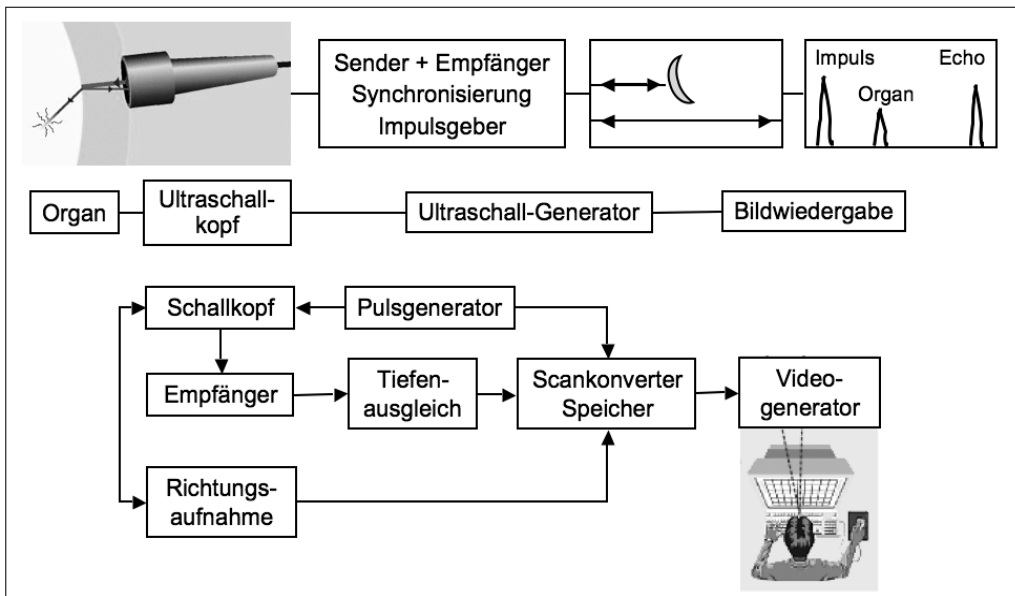 Sender + Empfänger
Synchronisierung
Impulsgeber
Impuls
Echo
Organ
Organ
Ultraschall-
kopf
Ultraschall-Generator
Bildwiedergabe
Schallkopf
Pulsgenerator
Empfänger
Tiefen-
ausgleich
Scankonverter
Speicher
Video-
generator
Richtungs-
aufnahme